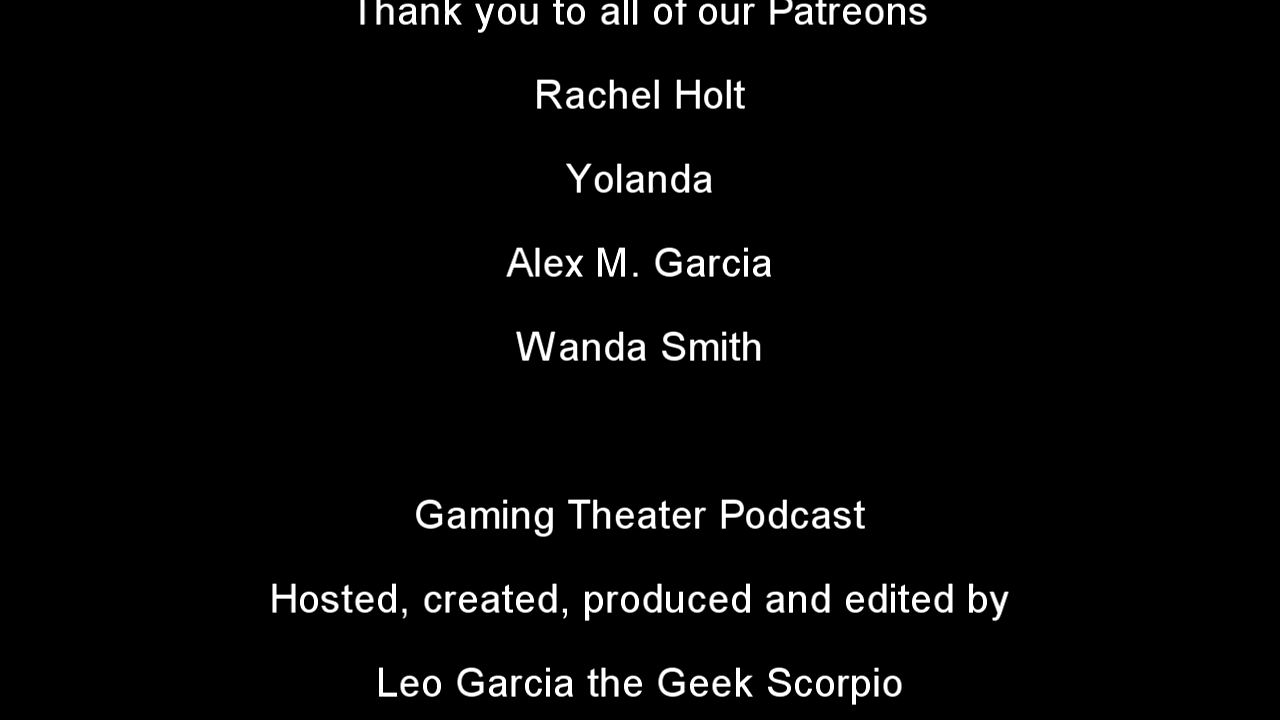 Thank you to all of our Patreons
Rachel Holt
Yolanda
Alex M. Garcia
Wanda Smith
Gaming Theater Podcast
Hosted, created, produced and edited by
Leo Garcia the Geek Scorpio